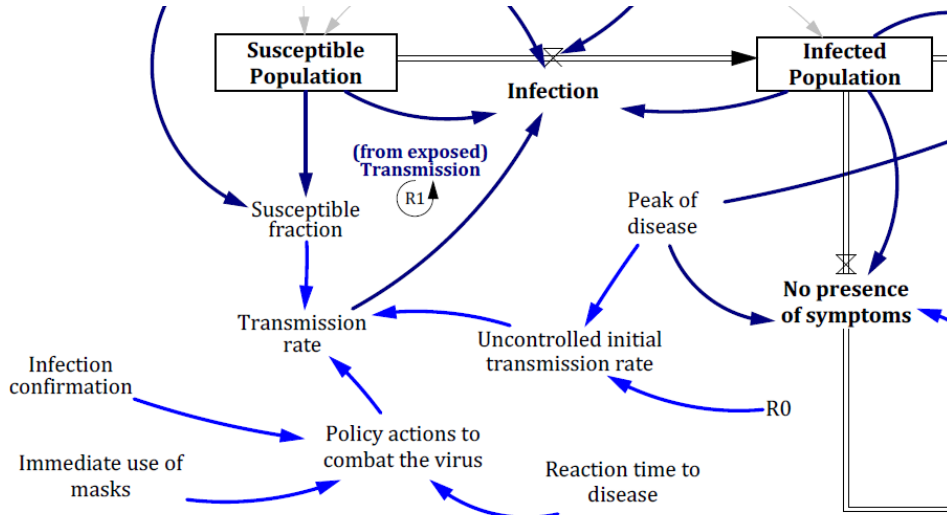 Susceptible
Population
Infected
Population
Infection
(from exposed)
Transmission
R1
Susceptible
fraction
Peak of
disease
No presence
of symptoms
Transmission
rate
Uncontrolled initial
transmission rate
Infection
confirmation
R0
Policy actions to
combat the virus
Immediate use of
masks
Reaction time to
disease